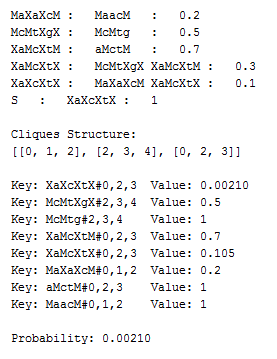 MaXaXcM : MaacM : 0.2
McMtXgX : McMtg : 0.5
XaMcXtM : aMctM : 0.7
XaMcXtX : McMtXgX XaMcXtM : 0.3
XaXcXtX : MaXaXcM XaMcXtX : 0.1
S : XaXcXtX : 1
Cliques Structure:
[[0, 1, 2], [2, 3, 4], [0, 2, 3]]
Key: XaXcXtX#0,2,3 Value: 0.00210
Key: McMtXgX#2,3,4 Value: 0.5
Key: McMtg#2,3,4 Value: 1
Key: XaMcXtM#0,2,3 Value: 0.7
Key: XaMcXtX#0,2,3 Value: 0.105
Key: MaXaXcM#0,1,2 Value: 0.2
Key: aMctM#0,2,3 Value: 1
Key: MaacM#0,1,2 Value: 1
Probability: 0.00210